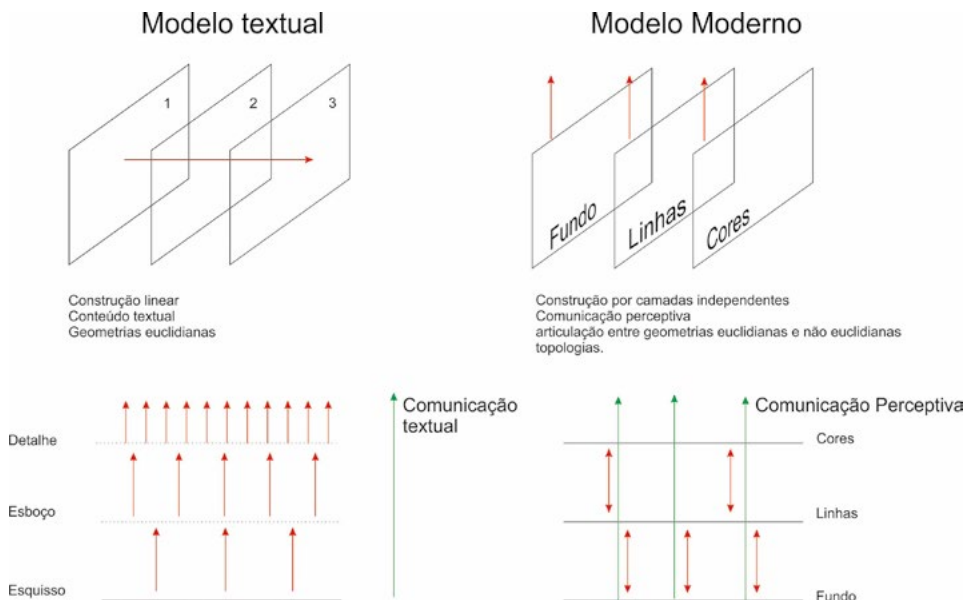 Modelo textual
1
2
3
Construção linear
Conteúdo textual
Geometrias euclidianas
Modelo Moderno
Fundo
Linhas
Cores
Construção por camadas independentes
Comunicação perceptiva
articulação entre geometrias euclidianas e não euclidianas
topologias.
Detalhe
Esboço
Esquisso
Comunicação
textual
Comunicação Perceptiva
Cores
Linhas
Fundo